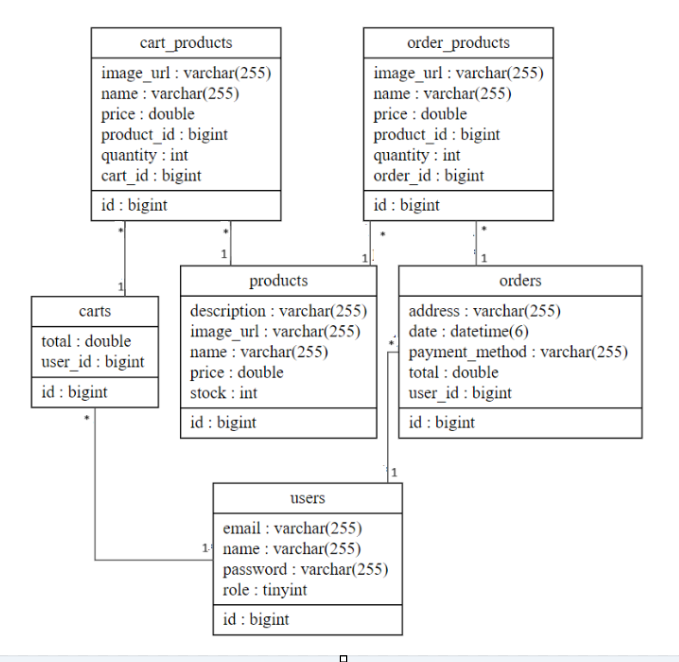 cart_products
image_url : varchar(255)
name : varchar(255)
price : double
product_id : bigint
quantity : int
cart_id : bigint
id : bigint
order_products
image_url : varchar(255)
name : varchar(255)
price : double
product_id : bigint
quantity : int
order_id : bigint
id : bigint
*
*
*
*
1
1
1
1
carts
total : double
user_id : bigint
id : bigint
products
description : varchar(255)
image_url : varchar(255)
name : varchar(255)
price : double
stock : int
id : bigint
orders
address : varchar(255)
date : datetime(6)
payment_method : varchar(255)
total : double
user_id : bigint
id : bigint
*
*
1
1
users
email : varchar(255)
name : varchar(255)
password : varchar(255)
role : tinyint
id : bigint